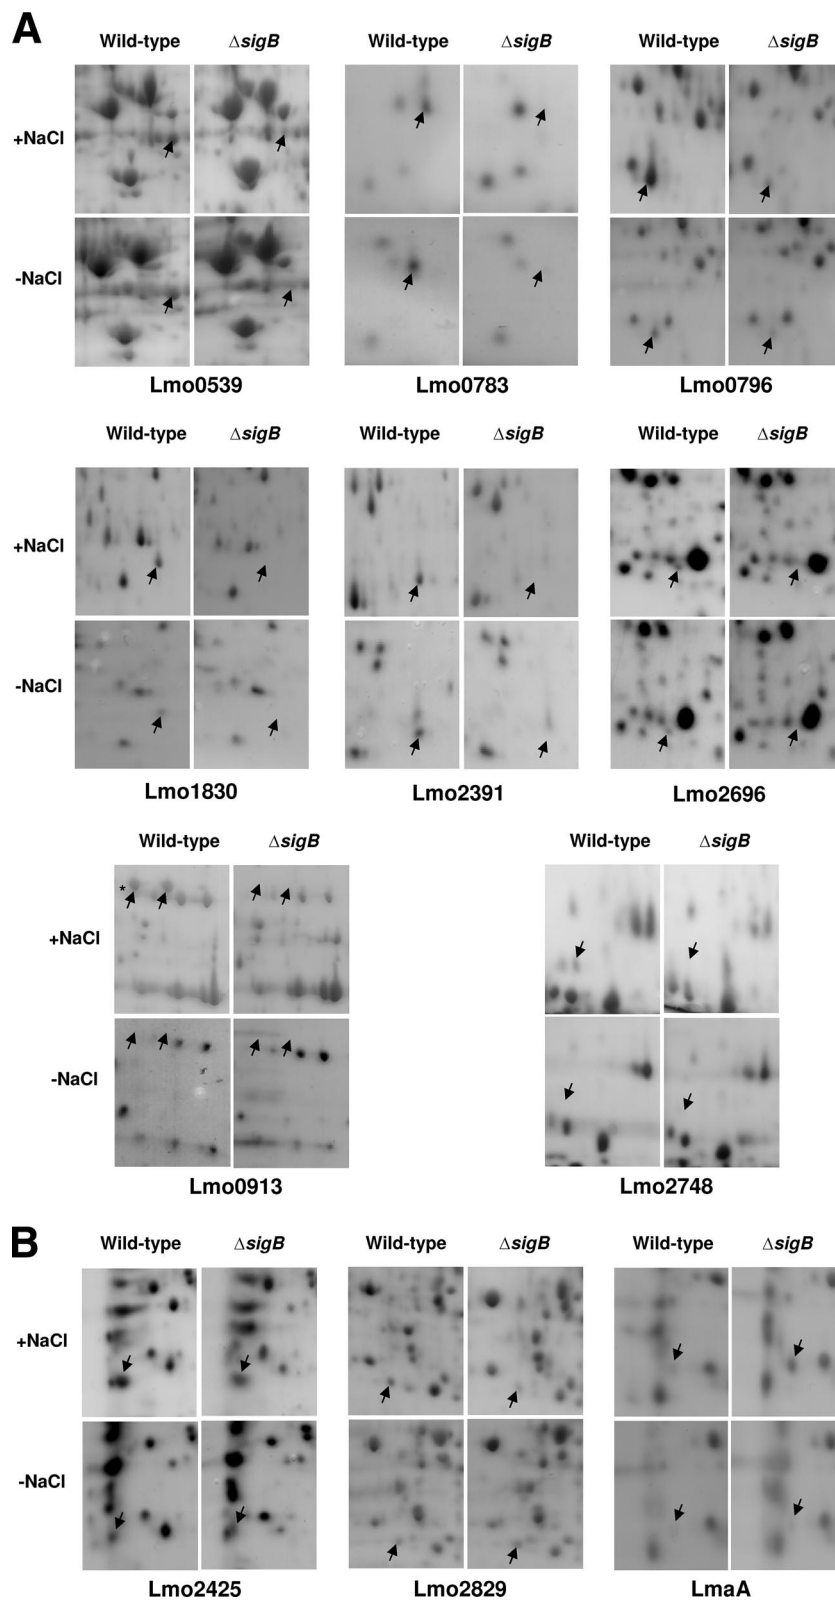 A
Wild-type ΔsigB Wild-type ΔsigB Wild-type ΔsigB
+NaCl
-NaCl
Lmo0539 Lmo0783 Lmo0796
Wild-type ΔsigB Wild-type ΔsigB Wild-type ΔsigB
+NaCl
-NaCl
Lmo1830 Lmo2391 Lmo2696
Wild-type ΔsigB Wild-type ΔsigB
*
+NaCl
-NaCl
Lmo0913 Lmo2748
B
Wild-type ΔsigB Wild-type ΔsigB Wild-type ΔsigB
+NaCl
-NaCl
Lmo2425 Lmo2829 LmaA